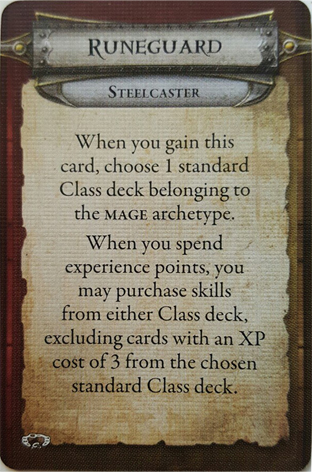 RUNEGUARD
STEELCASTER
When you gain this
card, choose 1 standard
Class deck belonging to
the MAGE archetype.
When you spend
experience points, you
may purchase skills
from either Class deck,
excluding cards with an XP
cost of 3 from the chosen
standard Class deck.